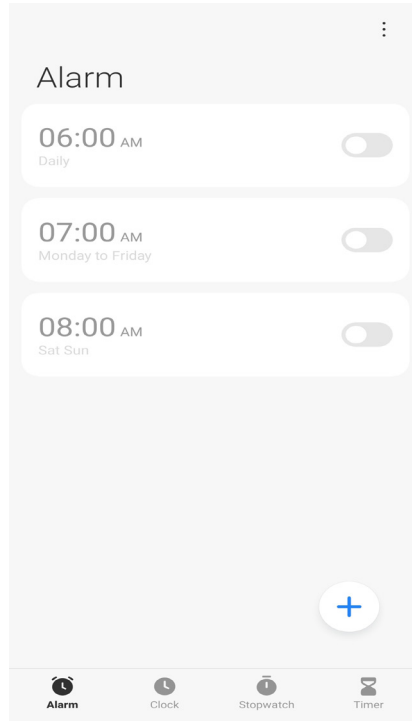 Alarm
06:00 AM
Daily
07:00 AM
Monday to Friday
08:00 AM
Sat Sun
Alarm
Clock
Stopwatch
Timer